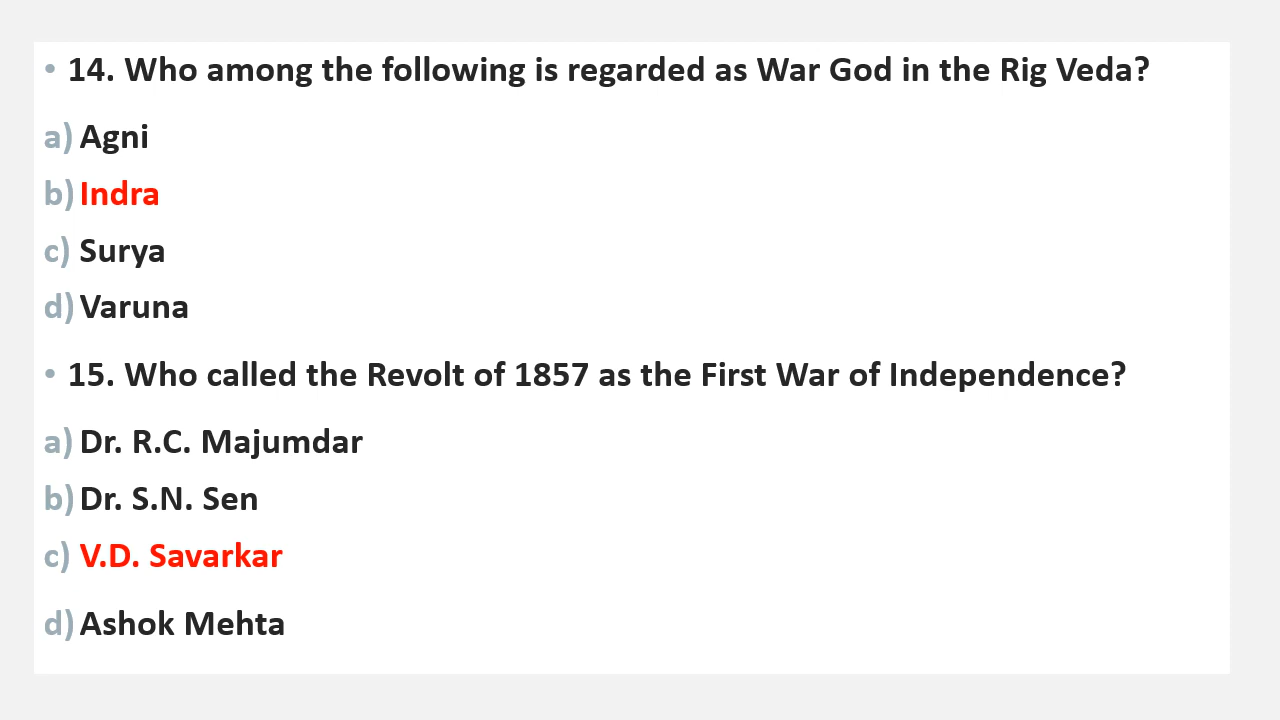 • 14. Who among the following is regarded as War God in the Rig Veda?
a) Agni
b) Indra
c) Surya
d) Varuna
• 15. Who called the Revolt of 1857 as the First War of Independence?
a) Dr. R.C. Majumdar
b) Dr. S.N. Sen
c) V.D. Savarkar
d) Ashok Mehta